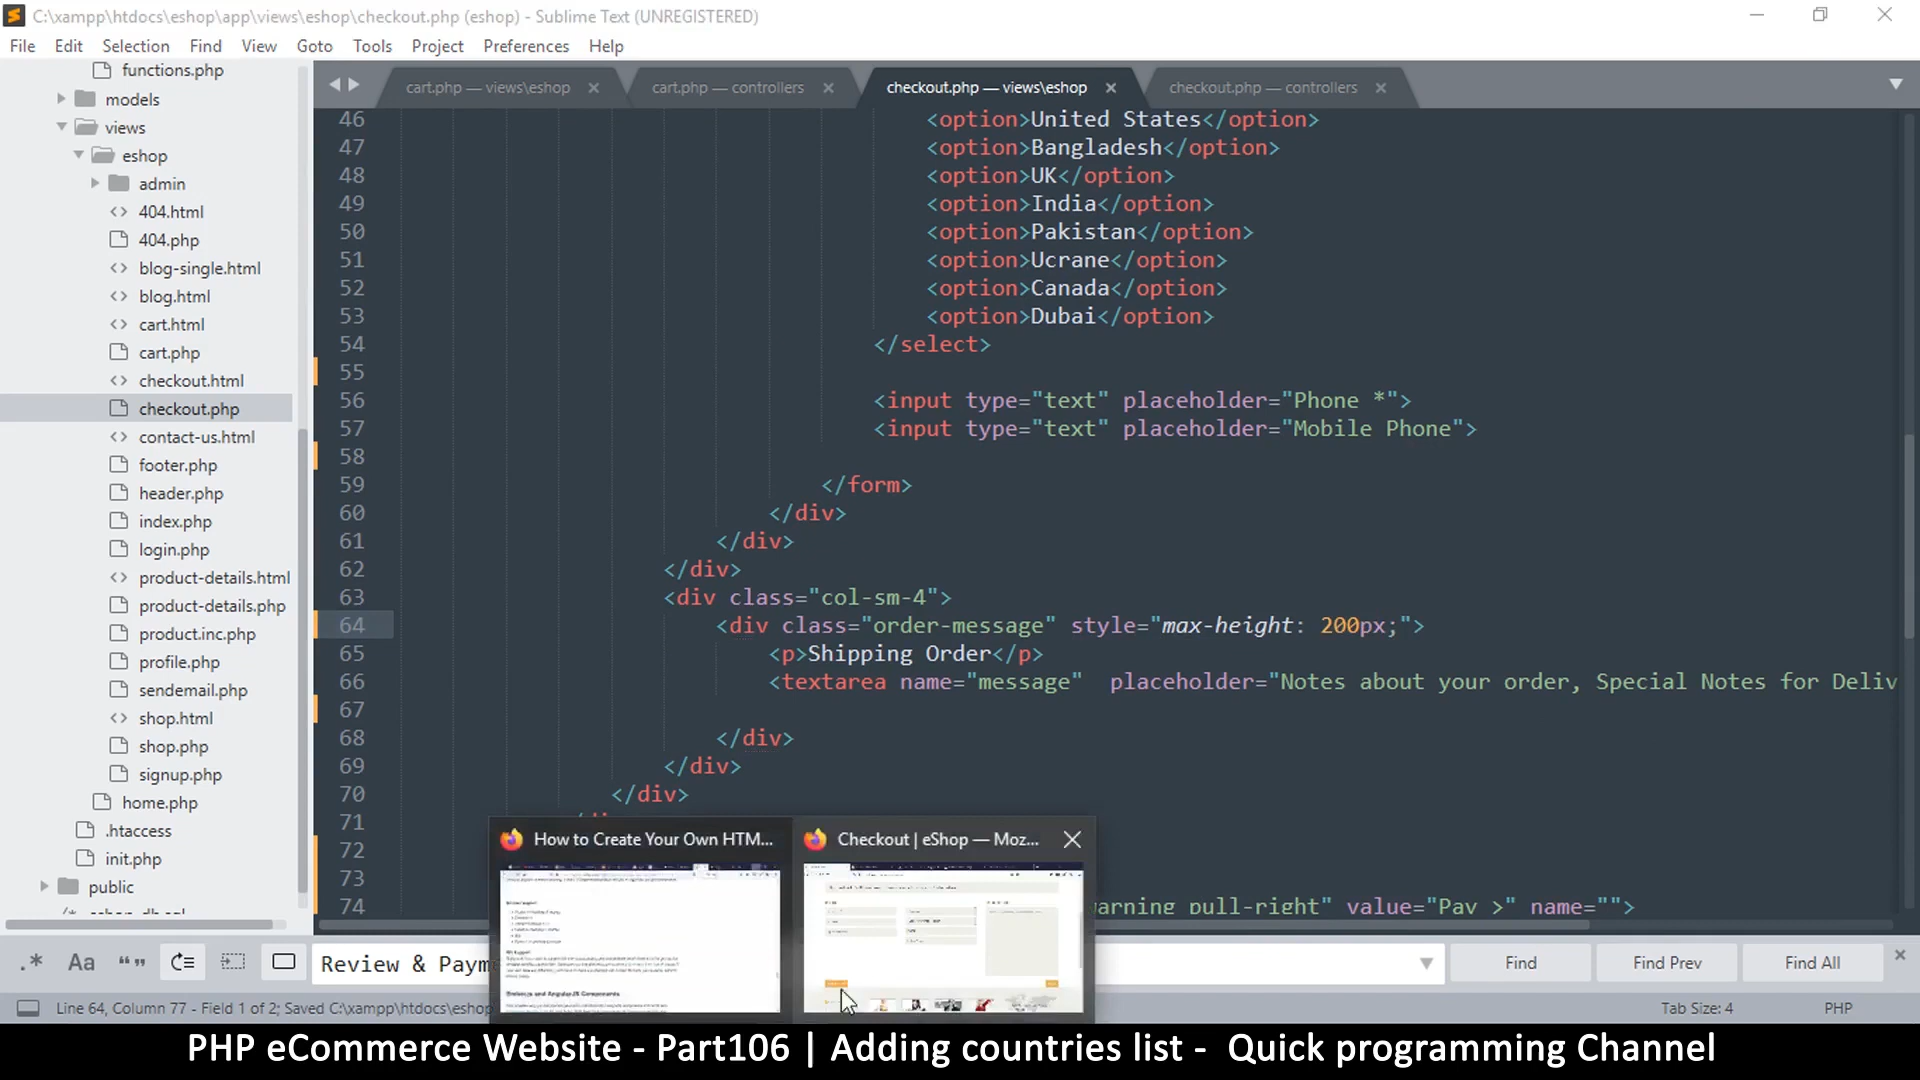 C:\xampp\htdocs\eshop\app\views\eshop\checkout.php (eshop) - Sublime Text (UNREGISTERED)
File Edit Selection Find View Goto Tools Project Preferences Help
functions.php
models
views
eshop
admin
404.html
404.php
blog-single.html
blog.html
cart.html
cart.php
checkout.html
checkout.php
contact-us.html
footer.php
header.php
index.php
login.php
product-details.html
product-details.php
product.inc.php
profile.php
sendemail.php
shop.html
shop.php
signup.php
home.php
.htaccess
init.php
public
cart.php — views\eshop cart.php — controllers checkout.php — views\eshop checkout.php — controllers
46 <option>United States</option>
47 <option>Bangladesh</option>
48 <option>UK</option>
49 <option>India</option>
50 <option>Pakistan</option>
51 <option>Ucrane</option>
52 <option>Canada</option>
53 <option>Dubai</option>
54 </select>
55
56 <input type="text" placeholder="Phone *">
57 <input type="text" placeholder="Mobile Phone">
58
59 </form>
60 </div>
61 </div>
62 </div>
63 <div class="col-sm-4">
64 <div class="order-message" style="max-height: 200px;">
65 <p>Shipping Order</p>
66 <textarea name="message"  placeholder="Notes about your order, Special Notes for Deliv
67
68 </div>
69 </div>
70 </div>
71
72
73
74 arning pull-right" value="Pay >" name="">
How to Create Your Own HTM... Checkout | eShop — Moz...
.* Aa “ ” Review & Paym Find Find Prev Find All
Line 64, Column 77 - Field 1 of 2; Saved C:\xampp\htdocs\eshop Tab Size: 4 PHP
PHP eCommerce Website - Part106 | Adding countries list - Quick programming Channel